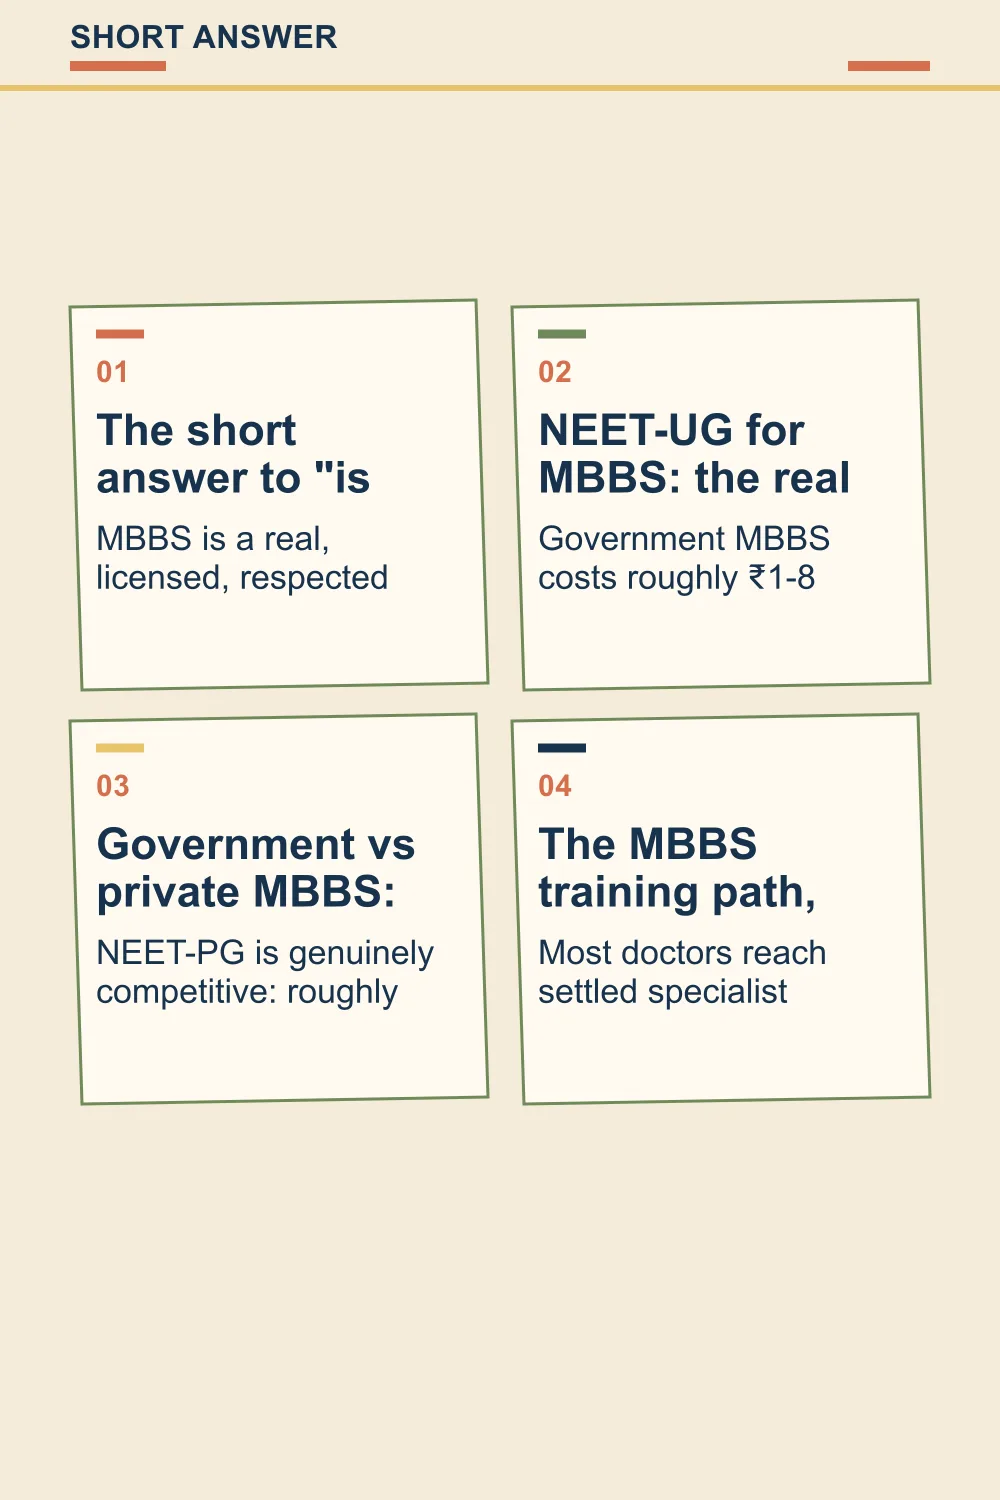 SHORT ANSWER
01
The short
answer to "is
MBBS is a real,
licensed, respected
02
NEET-UG for
MBBS: the real
Government MBBS
costs roughly ₹1-8
03
Government vs
private MBBS:
NEET-PG is genuinely
competitive: roughly
04
The MBBS
training path,
Most doctors reach
settled specialist